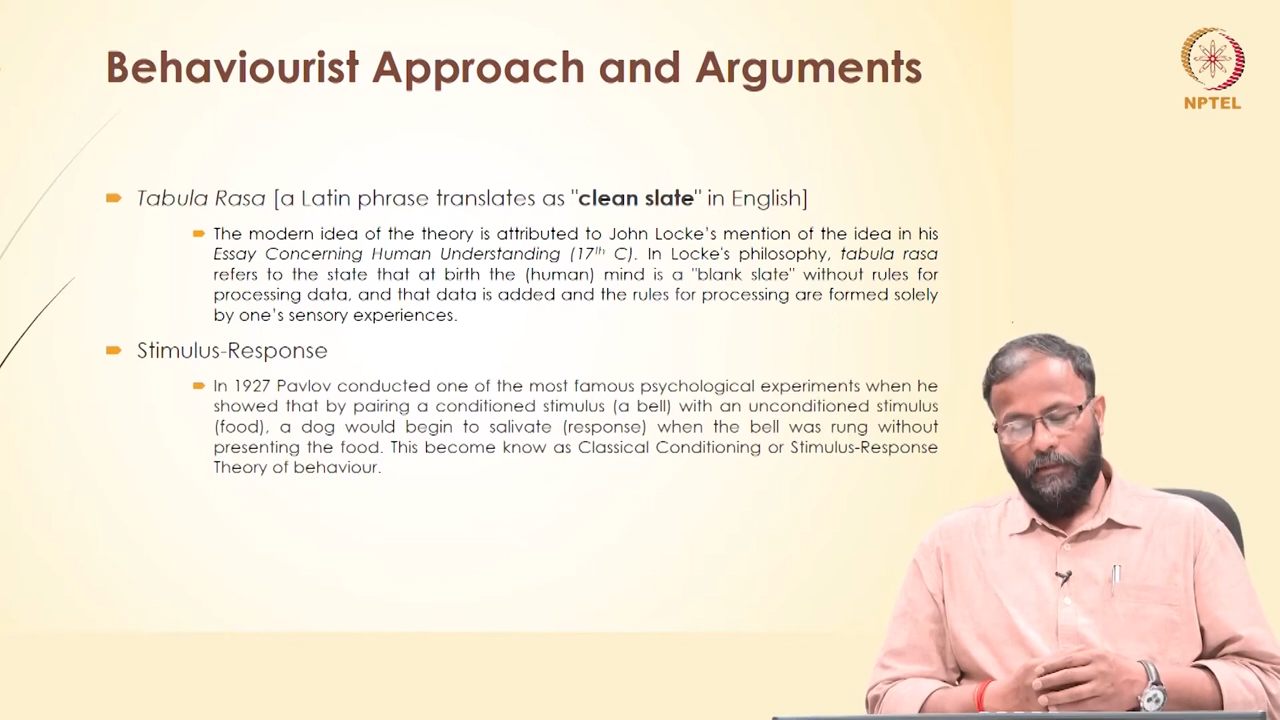 Behaviourist Approach and Arguments
NPTEL
Tabula Rasa [a Latin phrase translates as "clean slate" in English]
The modern idea of the theory is attributed to John Locke's mention of the idea in his
Essay Concerning Human Understanding (17th C). In Locke's philosophy, tabula rasa
refers to the state that at birth the (human) mind is a "blank slate" without rules for
processing data, and that data is added and the rules for processing are formed solely
by one's sensory experiences.
Stimulus-Response
In 1927 Pavlov conducted one of the most famous psychological experiments when he
showed that by pairing a conditioned stimulus (a bell) with an unconditioned stimulus
(food), a dog would begin to salivate (response) when the bell was rung without
presenting the food. This become know as Classical Conditioning or Stimulus-Response
Theory of behaviour.